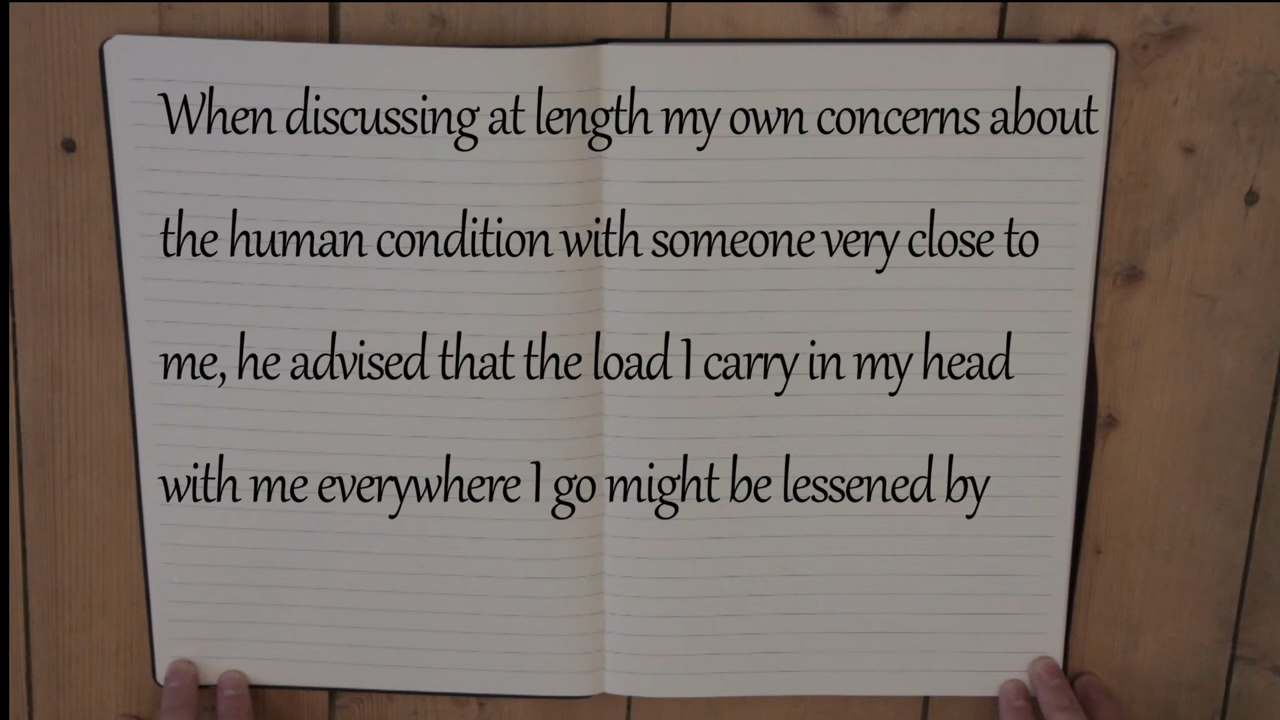 When discussing at length my own concerns about
the human condition with someone very close to
me, he advised that the load I carry in my head
with me everywhere I go might be lessened by